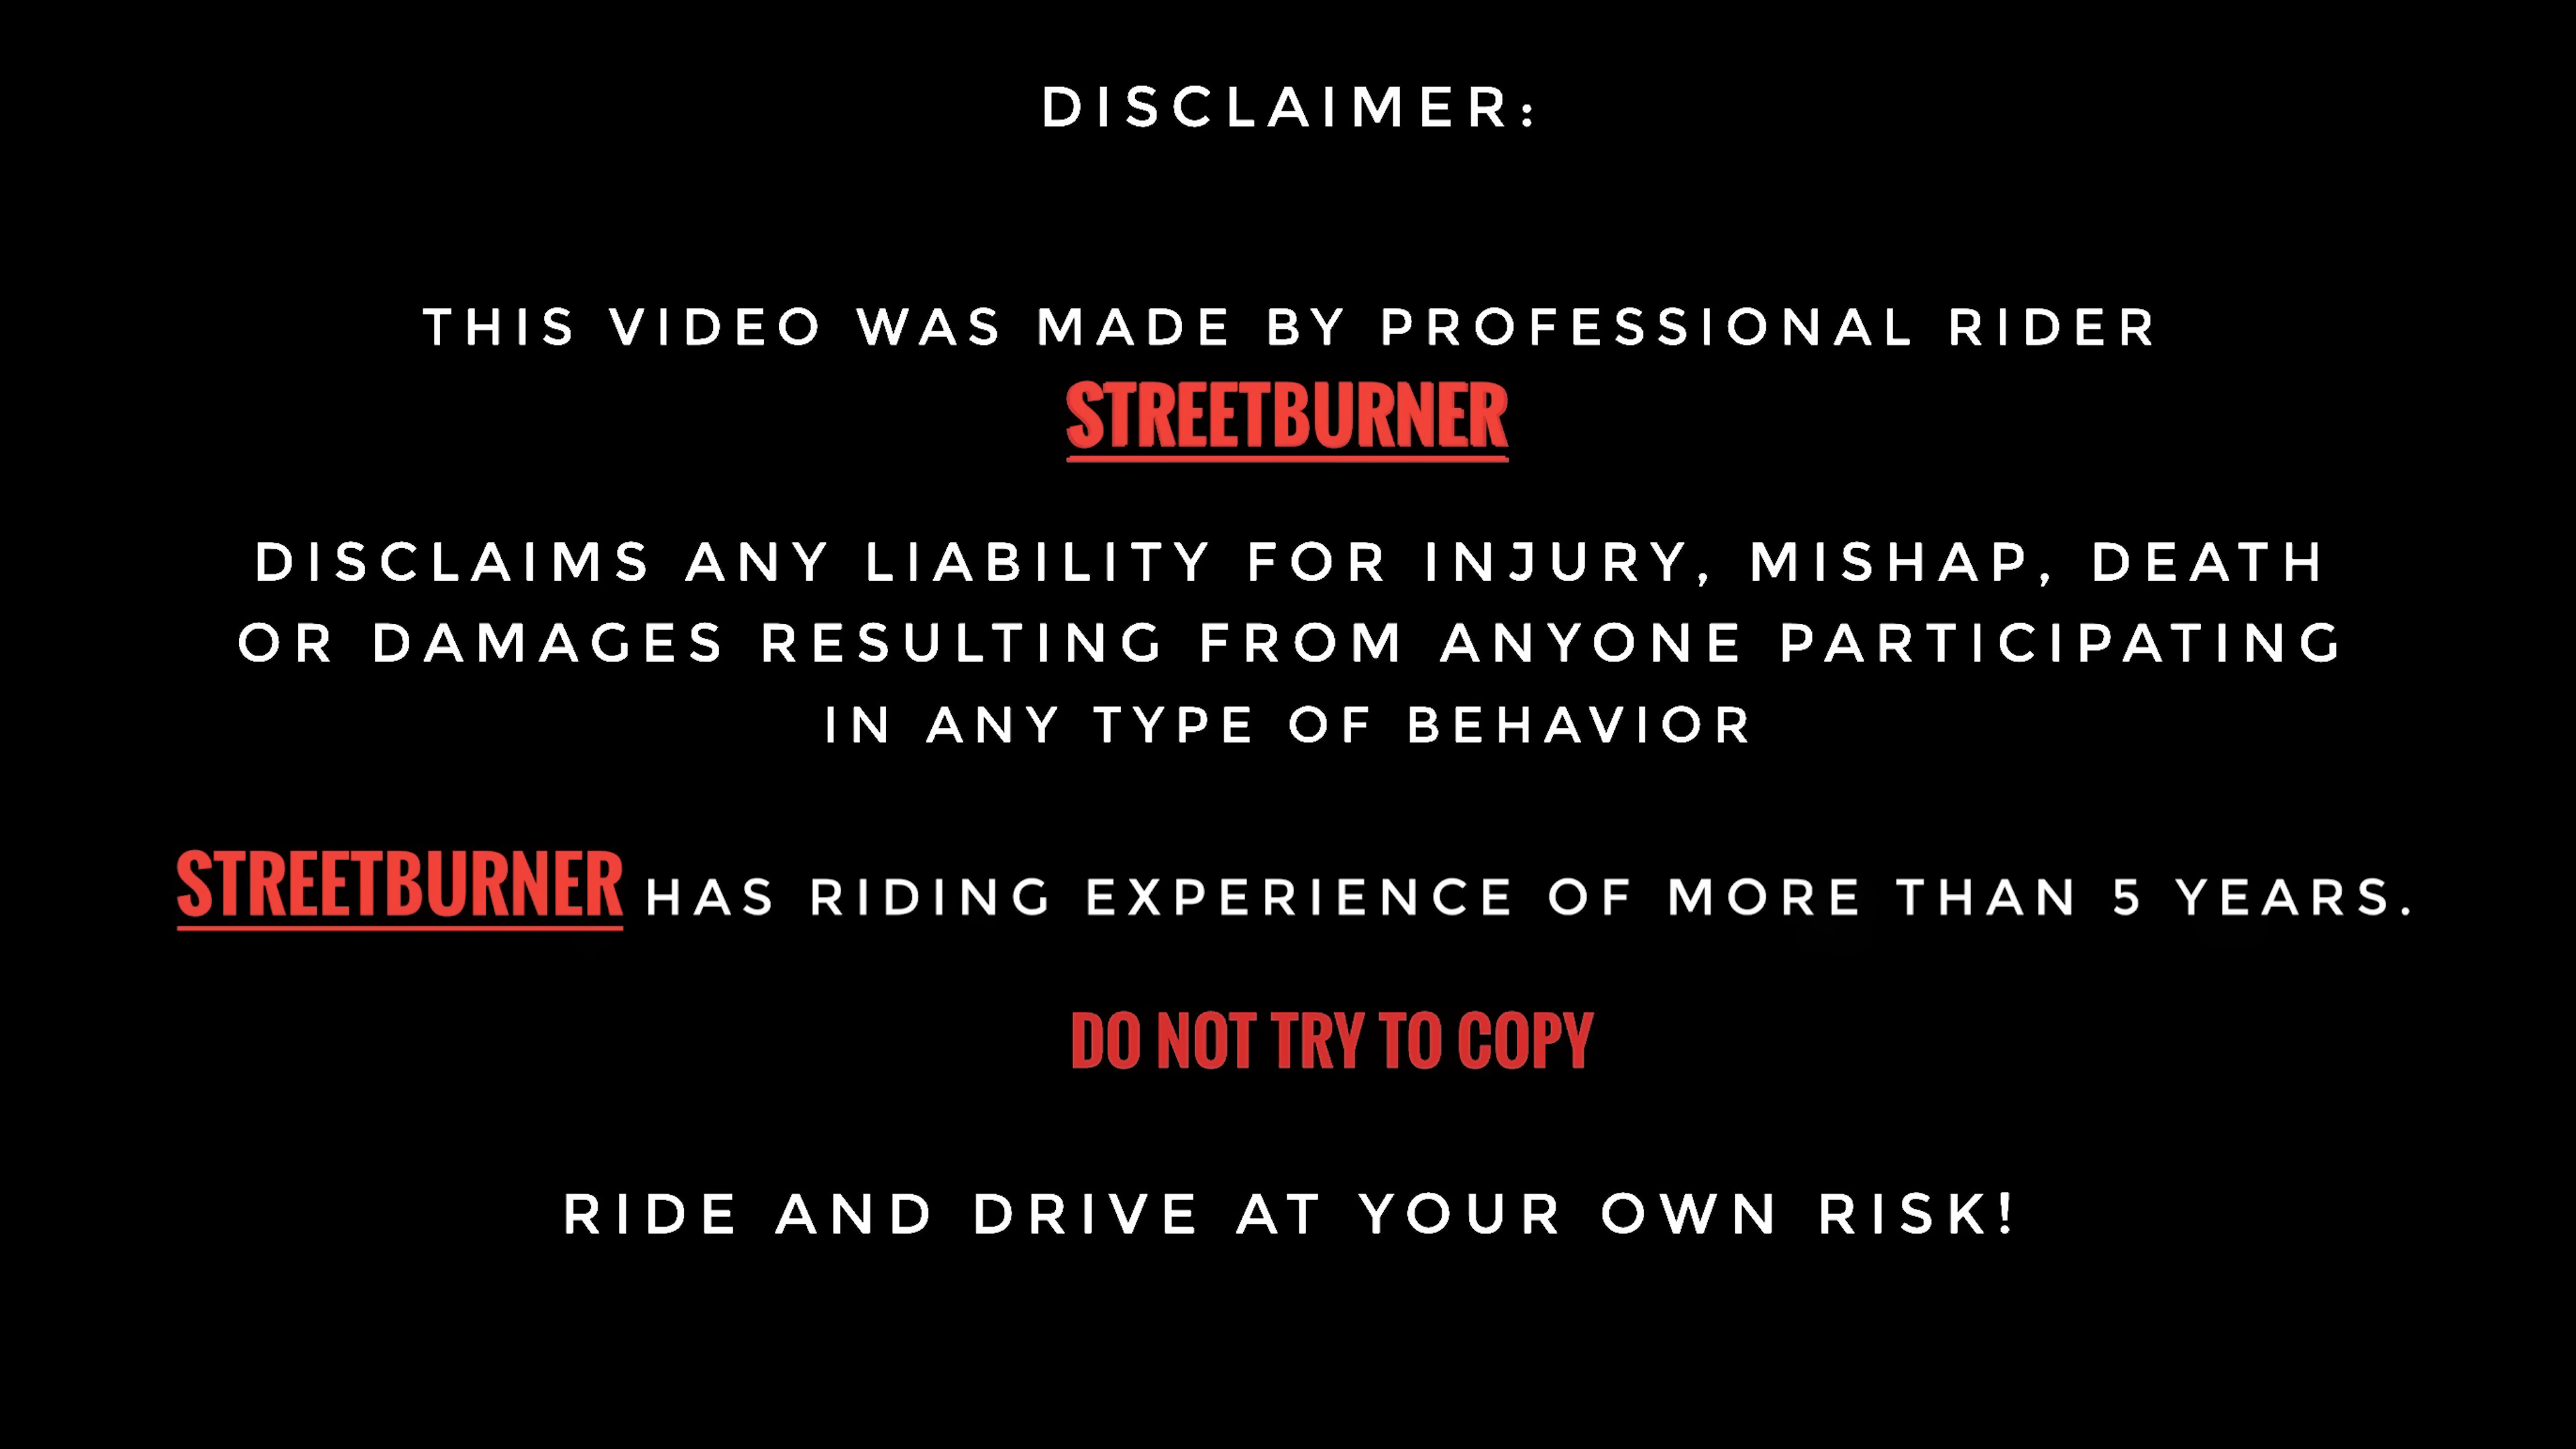 DISCLAIMER:
THIS VIDEO WAS MADE BY PROFESSIONAL RIDER
STREETBURNER
DISCLAIMS ANY LIABILITY FOR INJURY, MISHAP, DEATH
OR DAMAGES RESULTING FROM ANYONE PARTICIPATING
IN ANY TYPE OF BEHAVIOR
STREETBURNER HAS RIDING EXPERIENCE OF MORE THAN 5 YEARS.
DO NOT TRY TO COPY
RIDE AND DRIVE AT YOUR OWN RISK!